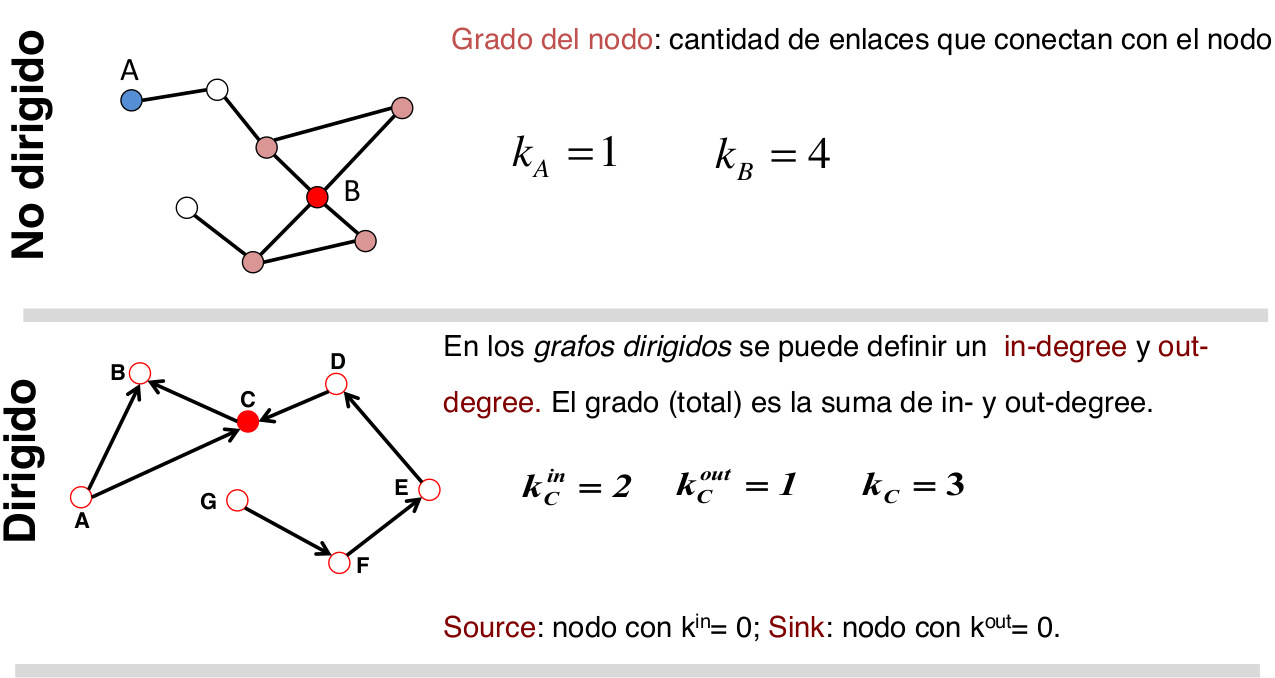 No dirigido
A
B
Grado del nodo: cantidad de enlaces que conectan con el nodo
k_A = 1 k_B = 4
Dirigido
A
B
C
D
E
F
G
En los grafos dirigidos se puede definir un in-degree y out-
degree. El grado (total) es la suma de in- y out-degree.
k_C^in = 2 k_C^out = 1 k_C = 3
Source: nodo con k^in= 0; Sink: nodo con k^out= 0.